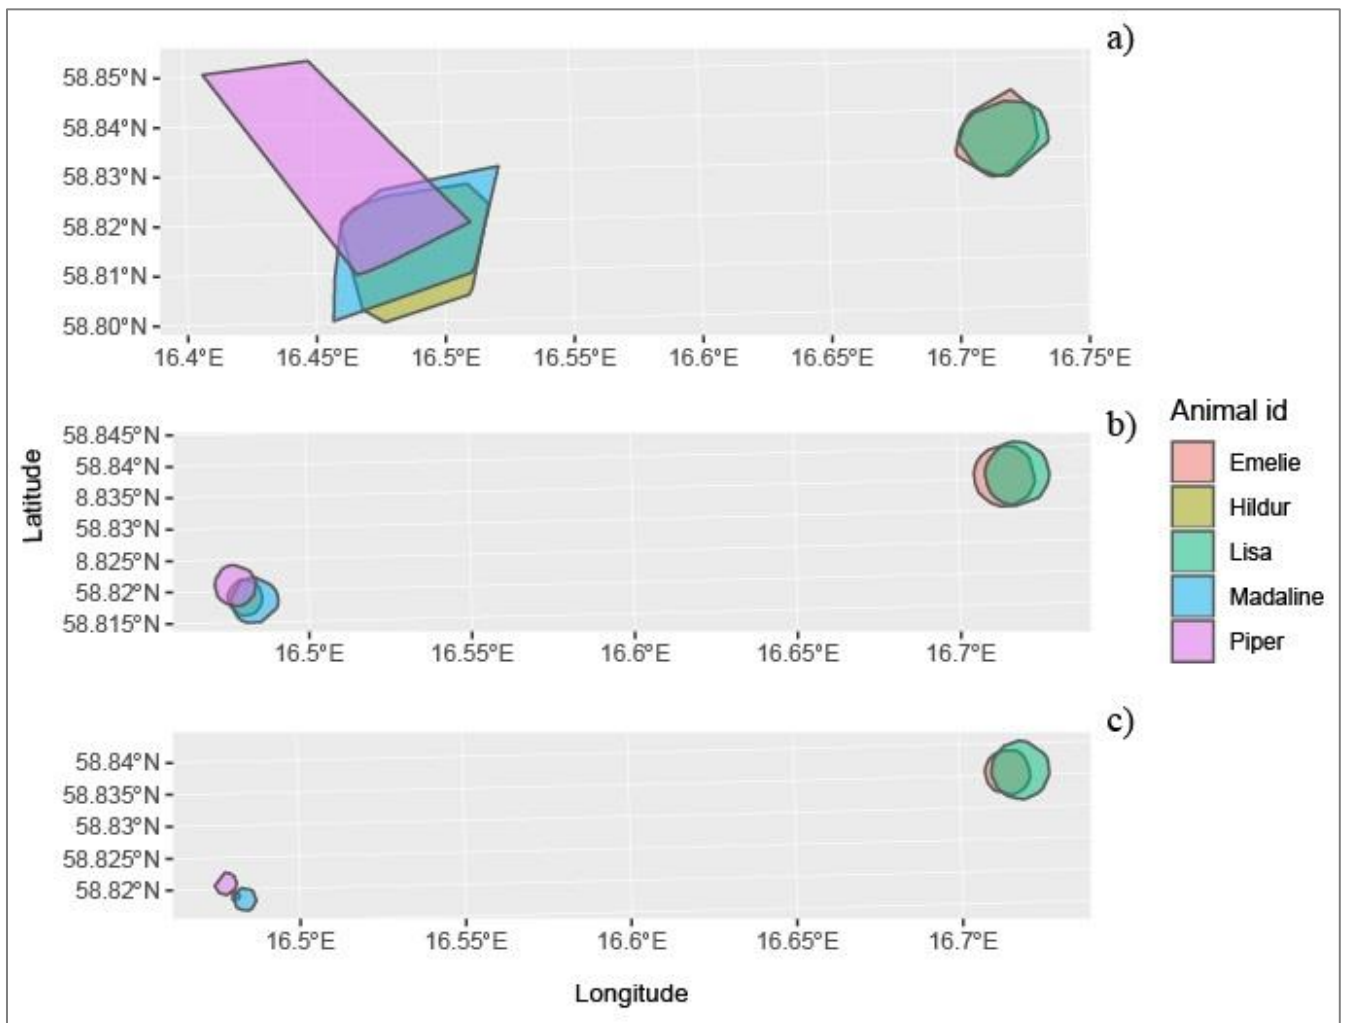 a)
58.85°N
58.84°N
58.83°N
58.82°N
58.81°N
58.80°N
16.4°E 16.45°E 16.5°E 16.55°E 16.6°E 16.65°E 16.7°E 16.75°E
b)
58.845°N
58.84°N
8.835°N
58.83°N
8.825°N
58.82°N
58.815°N
16.5°E 16.55°E 16.6°E 16.65°E 16.7°E
Latitude
Animal id
Emelie
Hildur
Lisa
Madaline
Piper
c)
58.84°N
58.835°N
58.83°N
58.825°N
58.82°N
16.5°E 16.55°E 16.6°E 16.65°E 16.7°E
Longitude